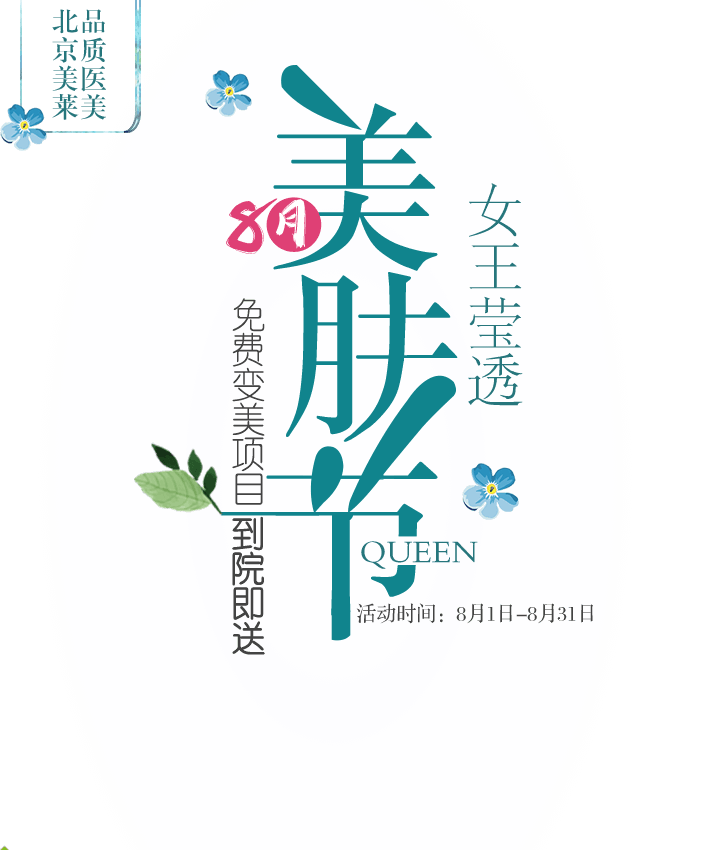 品质医美
北京美莱
8月
美肤节
女王莹透
免费变美项目 到院即送
QUEEN
活动时间：8月1日-8月31日